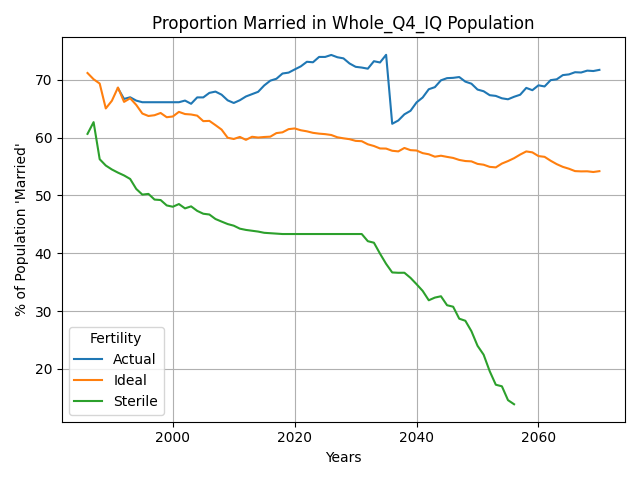 Proportion Married in Whole_Q4_IQ Population
% of Population 'Married'
70
60
50
40
30
20
Fertility
Actual
Ideal
Sterile
2000 2020 2040 2060
Years